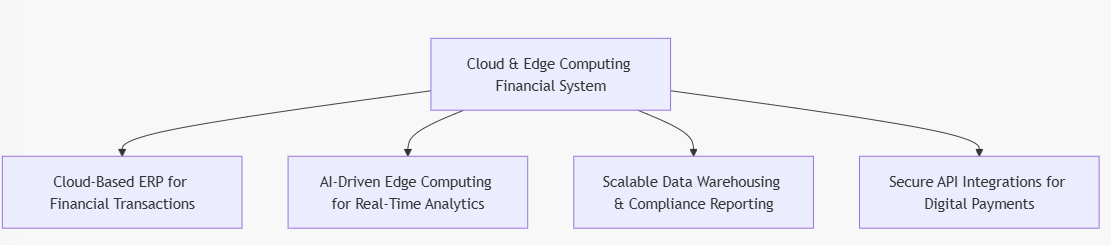 Cloud & Edge Computing
Financial System
Cloud-Based ERP for
Financial Transactions
AI-Driven Edge Computing
for Real-Time Analytics
Scalable Data Warehousing
& Compliance Reporting
Secure API Integrations for
Digital Payments